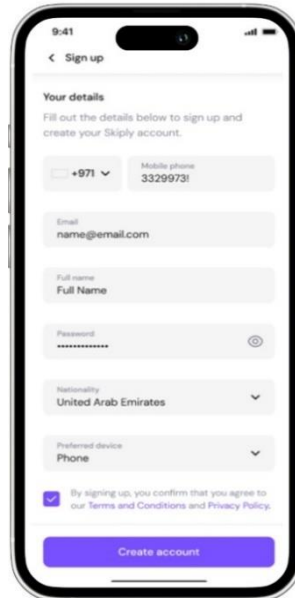 9:41
Sign up
Your details
Fill out the details below to sign up and
create your Skiply account.
+971
Mobile phone
3329973!
Email
name@email.com
Full name
Full Name
Password
Nationality
United Arab Emirates
Preferred device
Phone
By signing up, you confirm that you agree to
our Terms and Conditions and Privacy Policy.
Create account